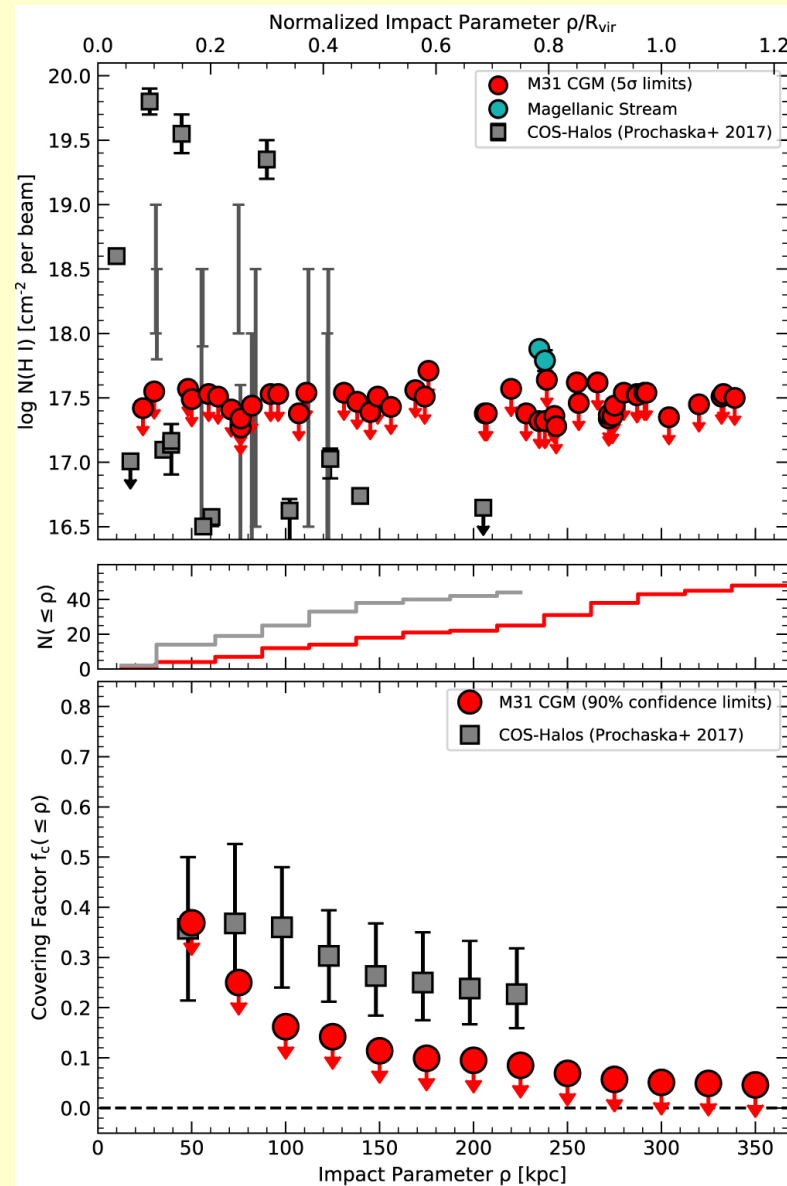 Normalized Impact Parameter ρ/Rvir
0.0 0.2 0.4 0.6 0.8 1.0 1.2
20.0
19.5
19.0
18.5
18.0
17.5
17.0
16.5
log N(H I) [cm⁻² per beam]
M31 CGM (5σ limits)
Magellanic Stream
COS-Halos (Prochaska+ 2017)
40
20
0
N(≤ ρ)
0.8
0.7
0.6
0.5
0.4
0.3
0.2
0.1
0.0
Covering Factor fc(≤ ρ)
M31 CGM (90% confidence limits)
COS-Halos (Prochaska+ 2017)
0 50 100 150 200 250 300 350
Impact Parameter ρ [kpc]